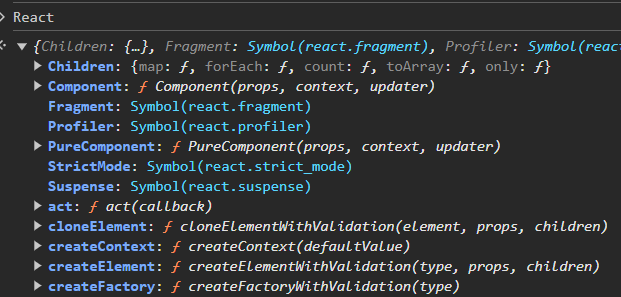 React
{Children: {…}, Fragment: Symbol(react.fragment), Profiler: Symbol(reac
Children: {map: ƒ, forEach: ƒ, count: ƒ, toArray: ƒ, only: ƒ}
Component: ƒ Component(props, context, updater)
Fragment: Symbol(react.fragment)
Profiler: Symbol(react.profiler)
PureComponent: ƒ PureComponent(props, context, updater)
StrictMode: Symbol(react.strict_mode)
Suspense: Symbol(react.suspense)
act: ƒ act(callback)
cloneElement: ƒ cloneElementWithValidation(element, props, children)
createContext: ƒ createContext(defaultValue)
createElement: ƒ createElementWithValidation(type, props, children)
createFactory: ƒ createFactoryWithValidation(type)